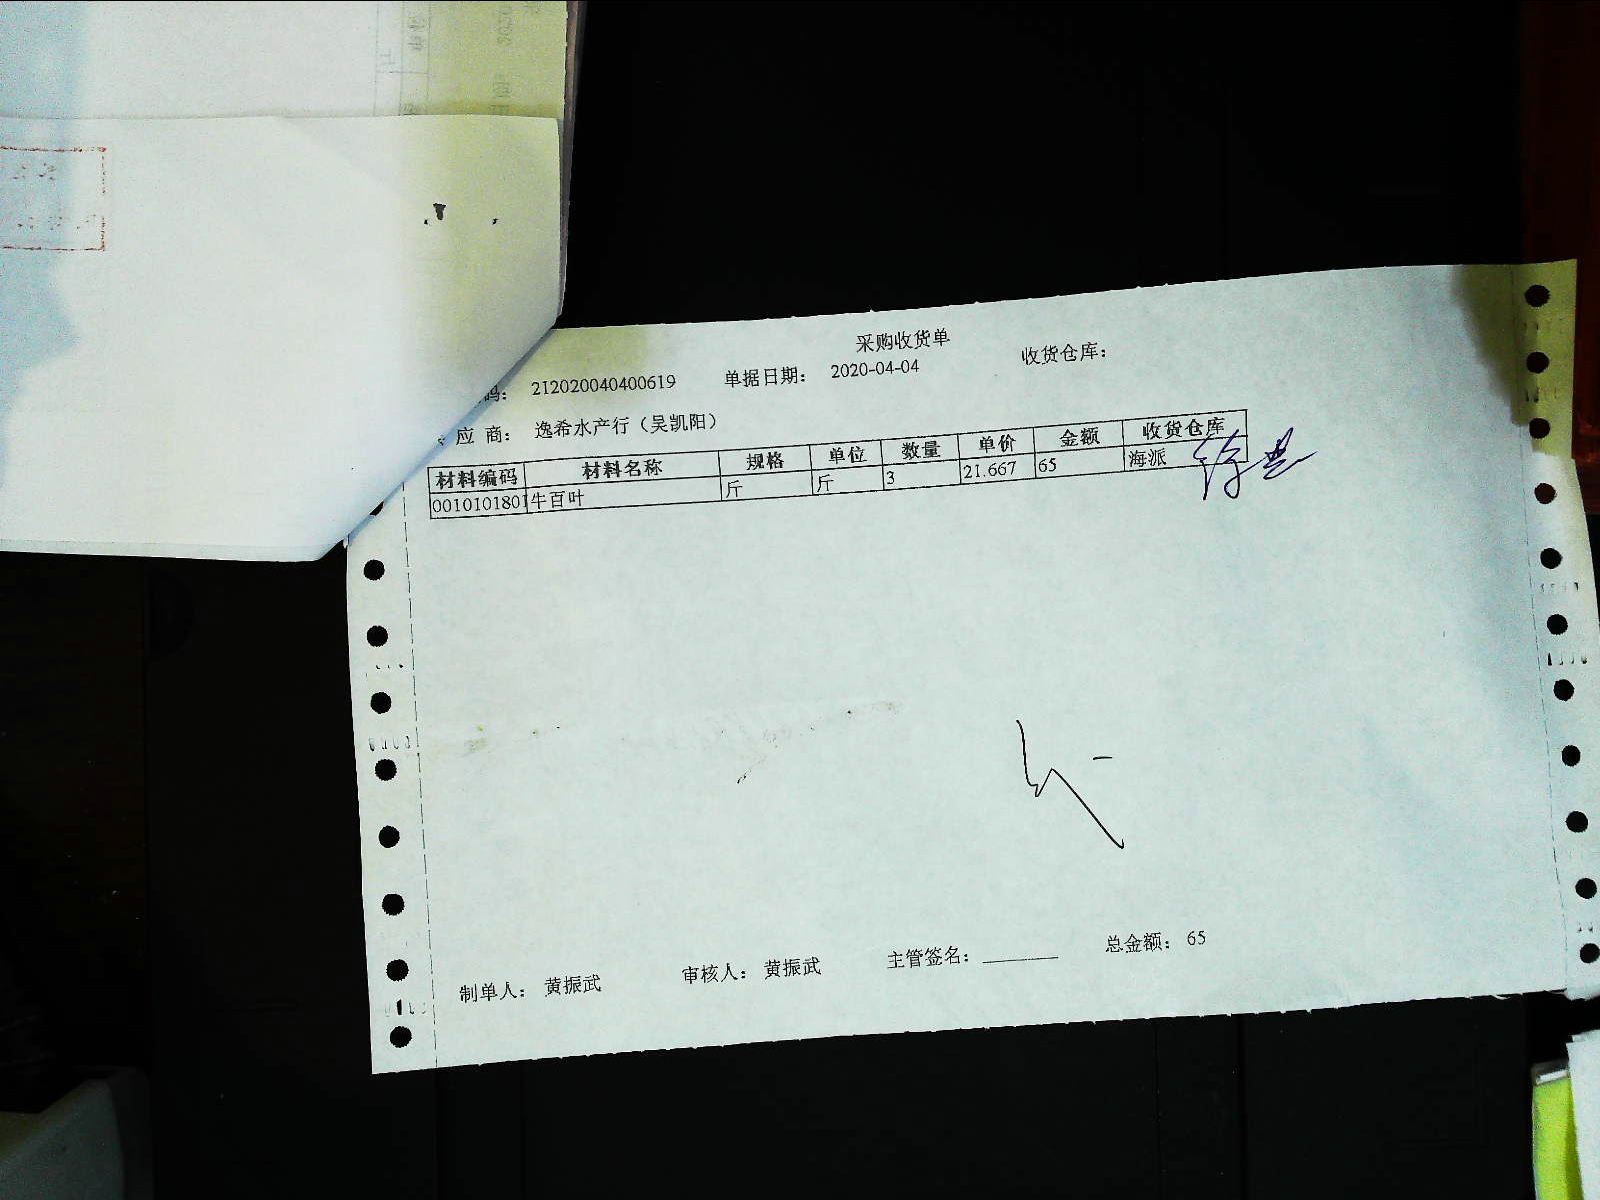 采购收货单
码： 212020040400619 单据日期： 2020-04-04 收货仓库：
应 商： 逸希水产行（吴凯阳）
材料编码 材料名称 规格 单位 数量 单价 金额 收货仓库
0010101801 牛百叶 斤 斤 3 21.667 65 海派
制单人： 黄振武 审核人： 黄振武 主管签名： 总金额： 65